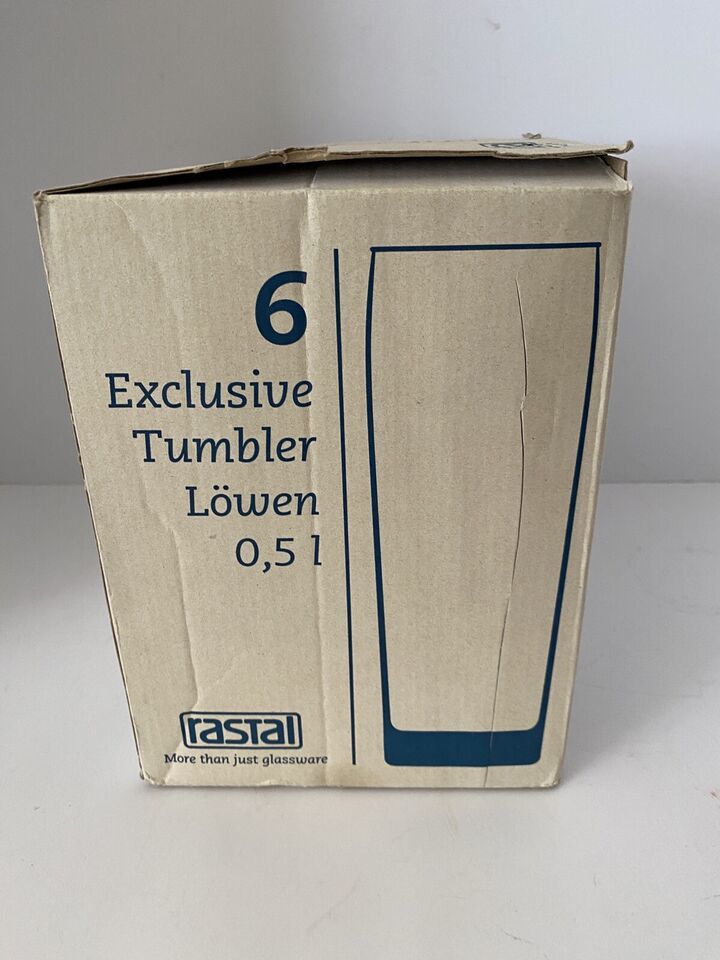 6
Exclusive
Tumbler
Löwen
0,5 l
rastal
More than just glassware